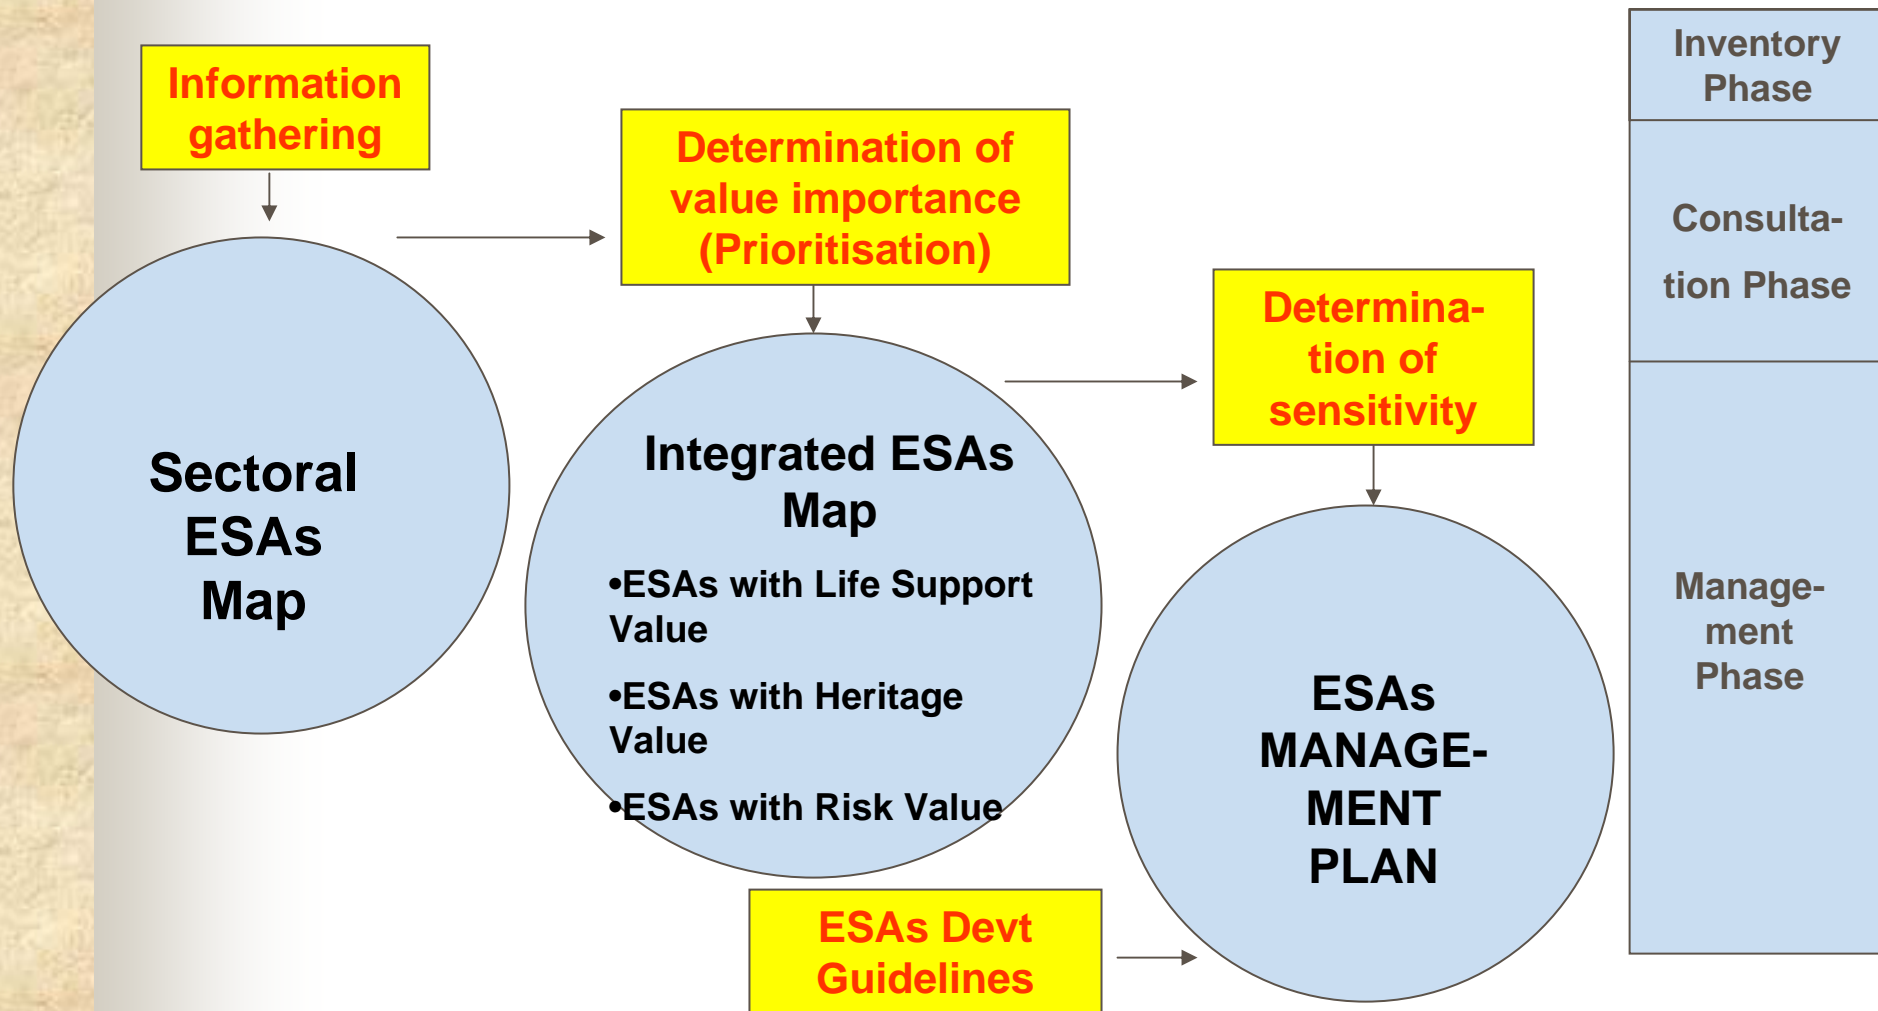 Information
gathering
Determination of
value importance
(Prioritisation)
Determina-
tion of
sensitivity
Sectoral
ESAs
Map
Integrated ESAs
Map
•ESAs with Life Support
Value
•ESAs with Heritage
Value
•ESAs with Risk Value
ESAs
MANAGE-
MENT
PLAN
ESAs Devt
Guidelines
Inventory
Phase
Consulta-
tion Phase
Manage-
ment
Phase